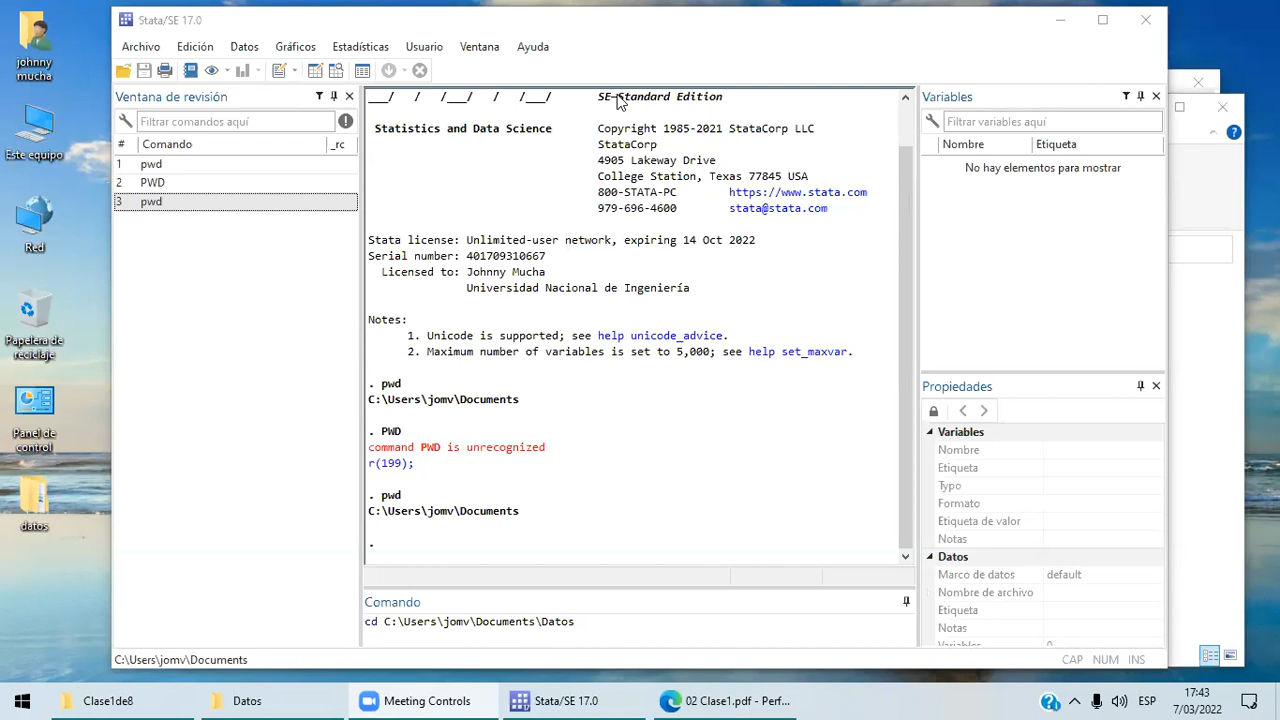 Stata/SE 17.0
Archivo Edición Datos Gráficos Estadísticas Usuario Ventana Ayuda
johnny mucha
Este equipo
Red
Papelera de reciclaje
Panel de control
datos
Ventana de revisión
Filtrar comandos aquí
# Comando _rc
1 pwd
2 PWD
3 pwd
___/ / /___/ / /___/ SE—Standard Edition
Statistics and Data Science Copyright 1985-2021 StataCorp LLC
StataCorp
4905 Lakeway Drive
College Station, Texas 77845 USA
800-STATA-PC https://www.stata.com
979-696-4600 stata@stata.com
Stata license: Unlimited-user network, expiring 14 Oct 2022
Serial number: 401709310667
Licensed to: Johnny Mucha
Universidad Nacional de Ingeniería
Notes:
1. Unicode is supported; see help unicode_advice.
2. Maximum number of variables is set to 5,000; see help set_maxvar.
. pwd
C:\Users\jomv\Documents
. PWD
command PWD is unrecognized
r(199);
. pwd
C:\Users\jomv\Documents
.
Comando
cd C:\Users\jomv\Documents\Datos
Variables
Filtrar variables aquí
Nombre Etiqueta
No hay elementos para mostrar
Propiedades
Variables
Nombre
Etiqueta
Typo
Formato
Etiqueta de valor
Notas
Datos
Marco de datos default
Nombre de archivo
Etiqueta
Notas
Variables 0
C:\Users\jomv\Documents
CAP NUM INS
Clase1de8
Datos
Meeting Controls
Stata/SE 17.0
02 Clase1.pdf - Perf...
ESP
17:43
7/03/2022